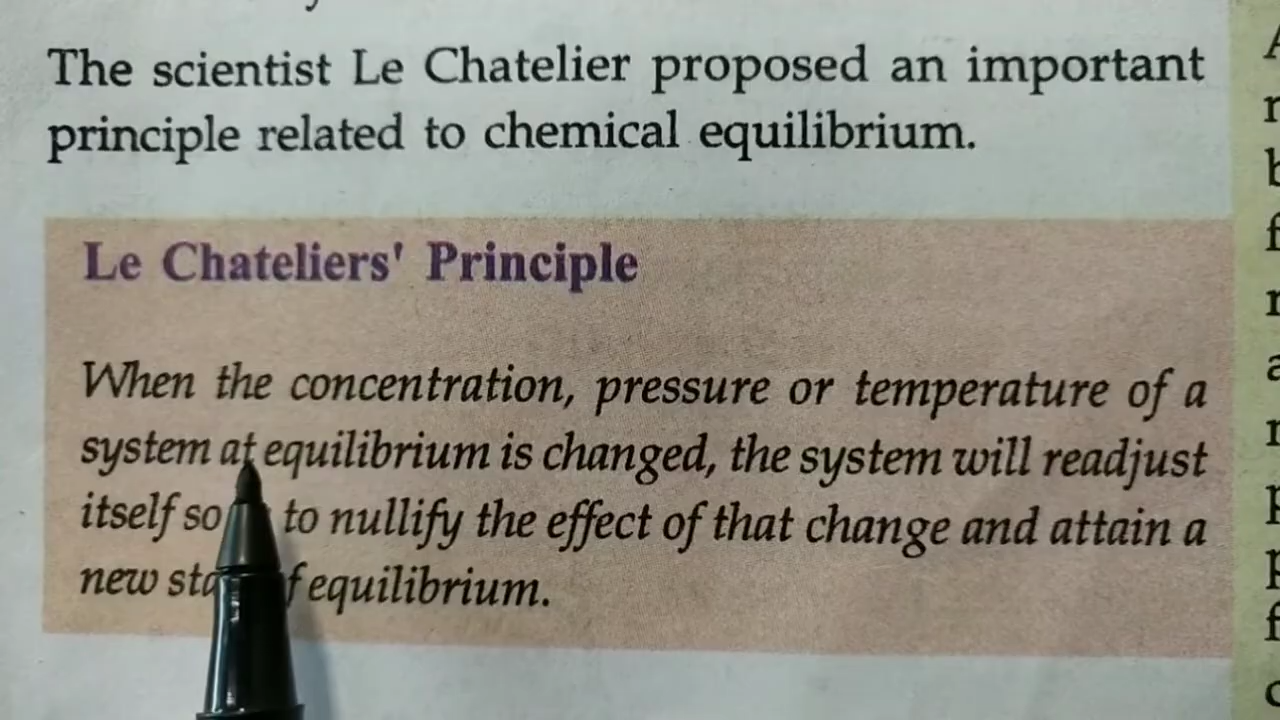 The scientist Le Chatelier proposed an important
principle related to chemical equilibrium.
Le Chateliers' Principle
When the concentration, pressure or temperature of a
system at equilibrium is changed, the system will readjust
itself so to nullify the effect of that change and attain a
new equilibrium.